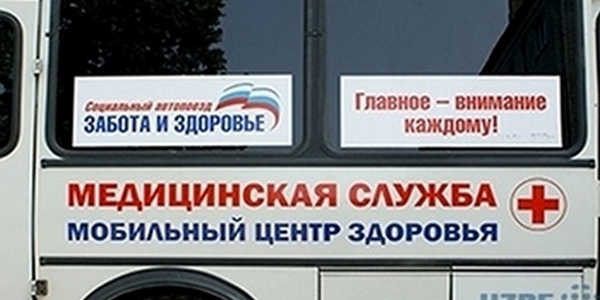 Социальный автопоезд
ЗАБОТА И ЗДОРОВЬЕ
Главное – внимание
каждому!
МЕДИЦИНСКАЯ СЛУЖБА
МОБИЛЬНЫЙ ЦЕНТР ЗДОРОВЬЯ